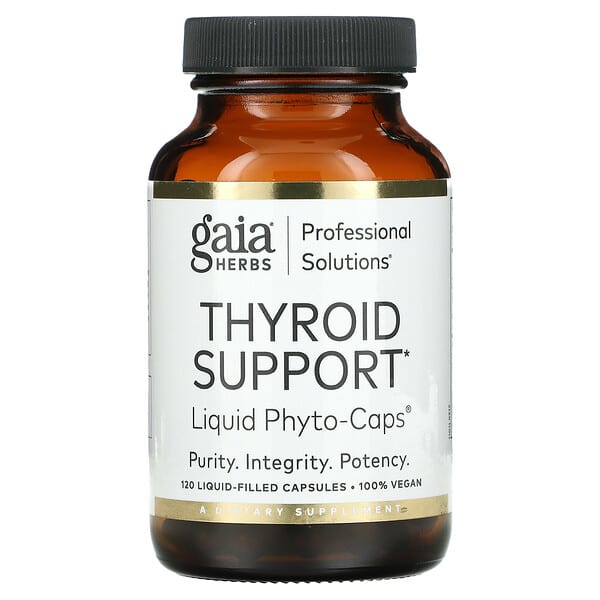 gaia® HERBS
Professional Solutions®
THYROID
SUPPORT*
Liquid Phyto-Caps®
Purity. Integrity. Potency.
120 LIQUID-FILLED CAPSULES • 100% VEGAN
A DIETARY SUPPLEMENT